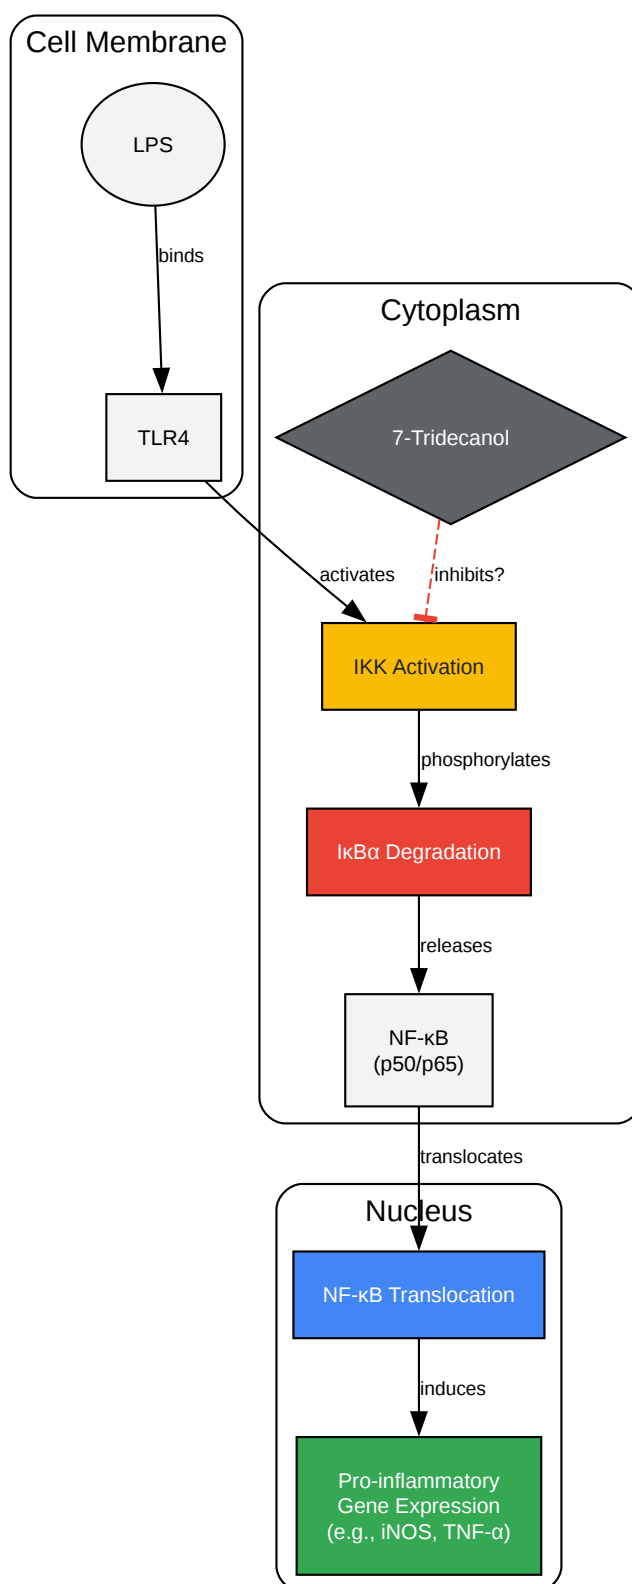 Cell Membrane
LPS
binds
TLR4
Cytoplasm
7-Tridecanol
activates
inhibits?
IKK Activation
phosphorylates
IκBα Degradation
releases
NF-κB
(p50/p65)
translocates
Nucleus
NF-κB Translocation
induces
Pro-inflammatory
Gene Expression
(e.g., iNOS, TNF-α)